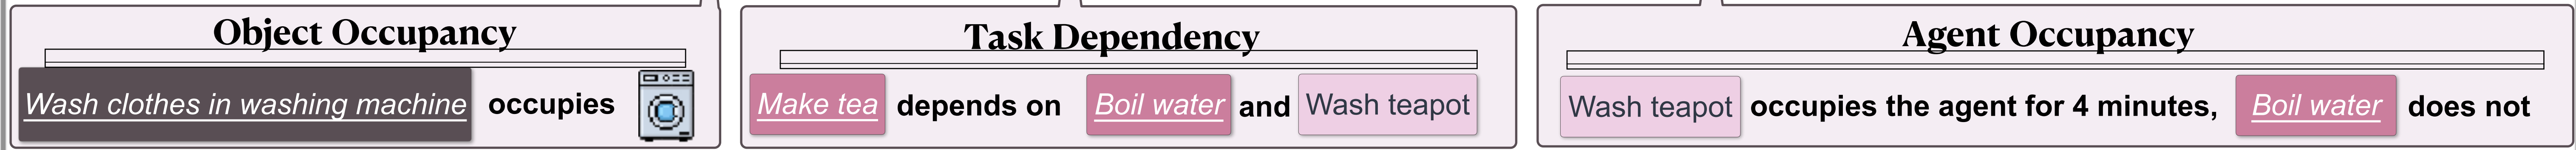 Object Occupancy
Wash clothes in washing machine occupies
Task Dependency
Make tea depends on Boil water and Wash teapot
Agent Occupancy
Wash teapot occupies the agent for 4 minutes, Boil water does not